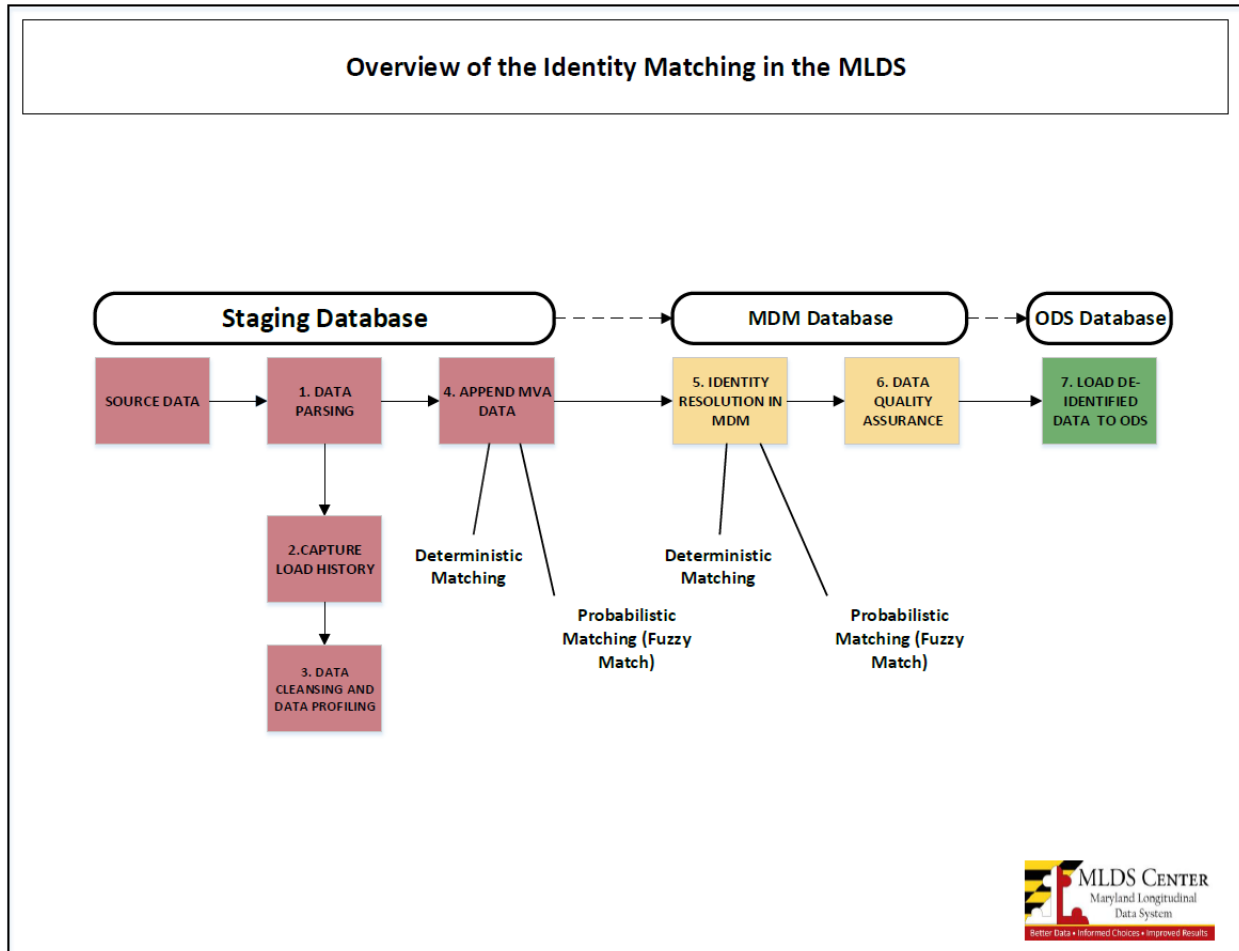 Overview of the Identity Matching in the MLDS
Staging Database
MDM Database
ODS Database
SOURCE DATA
1. DATA
PARSING
4. APPEND MVA
DATA
5. IDENTITY
RESOLUTION IN
MDM
6. DATA
QUALITY
ASSURANCE
7. LOAD DE-
IDENTIFIED
DATA TO ODS
2.CAPTURE
LOAD HISTORY
Deterministic
Matching
Deterministic
Matching
Probabilistic
Matching (Fuzzy
Match)
Probabilistic
Matching (Fuzzy
Match)
3. DATA
CLEANSING AND
DATA PROFILING
MLDS CENTER
Maryland Longitudinal
Data System
Better Data • Informed Choices • Improved Results